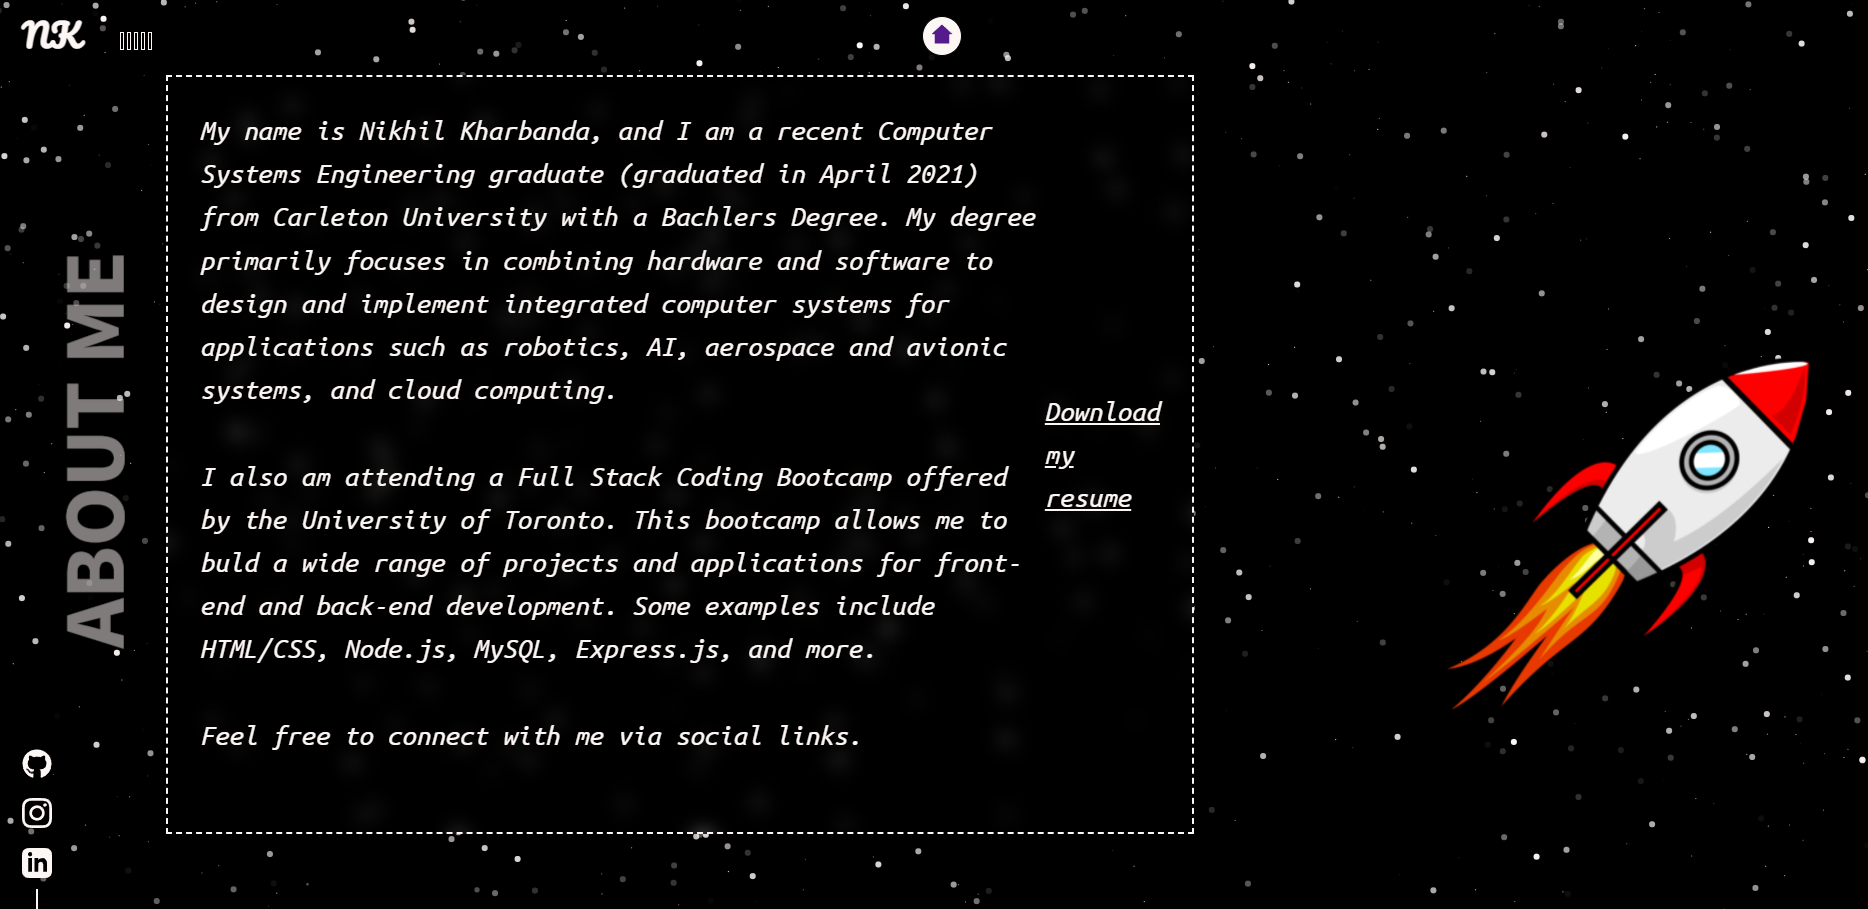 NK
My name is Nikhil Kharbanda, and I am a recent Computer
Systems Engineering graduate (graduated in April 2021)
from Carleton University with a Bachlers Degree. My degree
primarily focuses in combining hardware and software to
design and implement integrated computer systems for
applications such as robotics, AI, aerospace and avionic
systems, and cloud computing.
I also am attending a Full Stack Coding Bootcamp offered
by the University of Toronto. This bootcamp allows me to
buld a wide range of projects and applications for front-
end and back-end development. Some examples include
HTML/CSS, Node.js, MySQL, Express.js, and more.
Feel free to connect with me via social links.
Download
my
resume
ABOUT ME
in